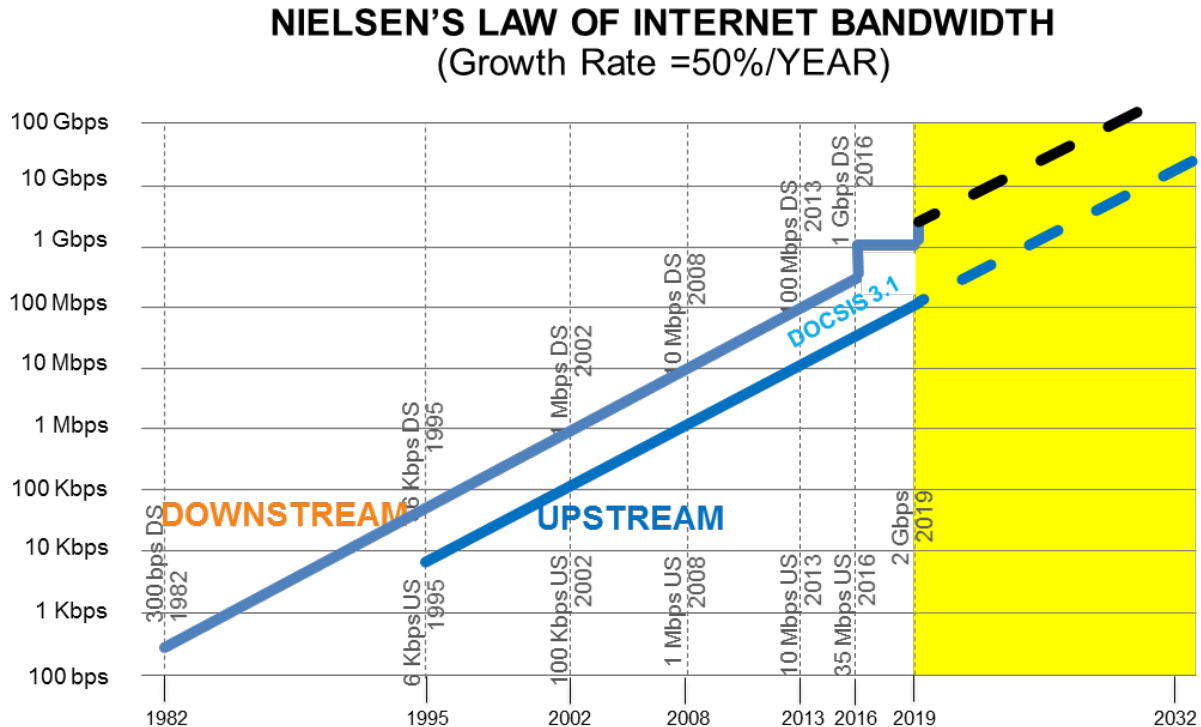 NIELSEN'S LAW OF INTERNET BANDWIDTH
(Growth Rate =50%/YEAR)
100 Gbps
10 Gbps
1 Gbps
100 Mbps
10 Mbps
1 Mbps
100 Kbps
10 Kbps
1 Kbps
100 bps
300 bps DS
1982
6 Kbps DS
1995
1 Mbps DS
2002
10 Mbps DS
2008
100 Mbps DS
2013
1 Gbps DS
2016
DOCSIS 3.1
DOWNSTREAM
UPSTREAM
6 Kbps US
1995
100 Kbps US
2002
1 Mbps US
2008
10 Mbps US
2013
35 Mbps US
2016
2 Gbps
2019
1982
1995
2002
2008
2013
2016
2019
2032